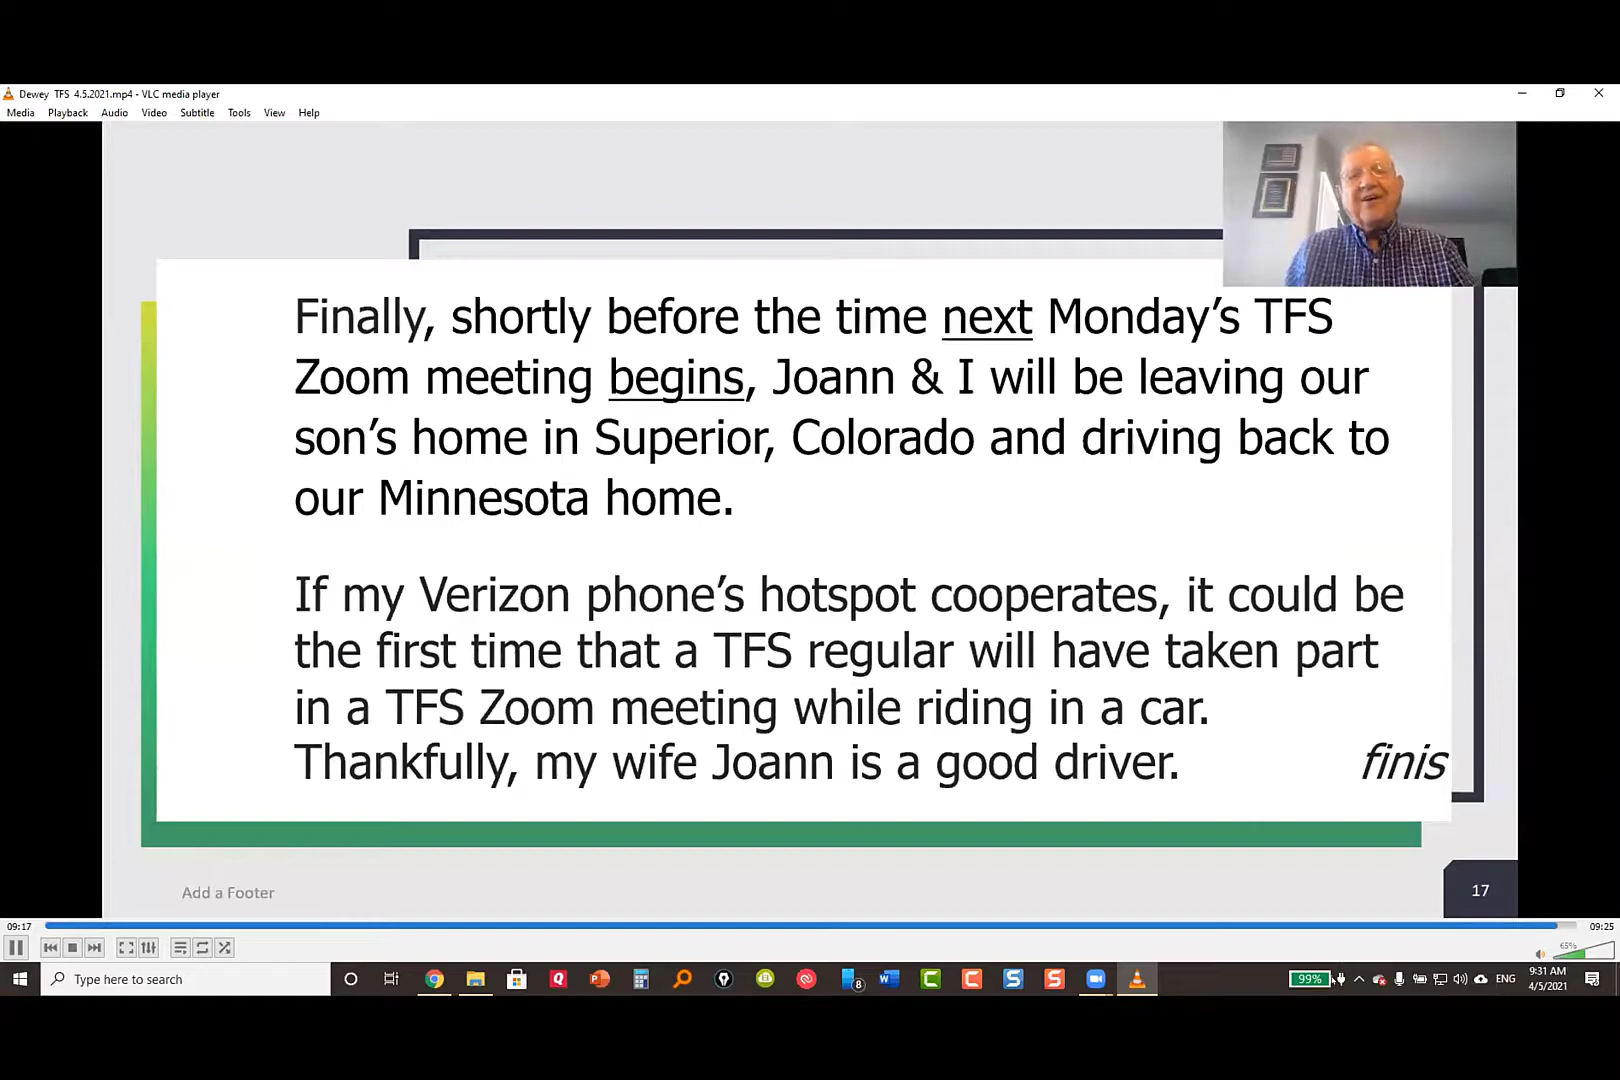 Dewey TFS 4.5.2021.mp4 - VLC media player
Media Playback Audio Video Subtitle Tools View Help
Finally, shortly before the time next Monday’s TFS
Zoom meeting begins, Joann & I will be leaving our
son’s home in Superior, Colorado and driving back to
our Minnesota home.
If my Verizon phone’s hotspot cooperates, it could be
the first time that a TFS regular will have taken part
in a TFS Zoom meeting while riding in a car.
Thankfully, my wife Joann is a good driver. finis
Add a Footer
17
09:17 09:25
65%
Type here to search
8
99%
ENG
9:31 AM
4/5/2021